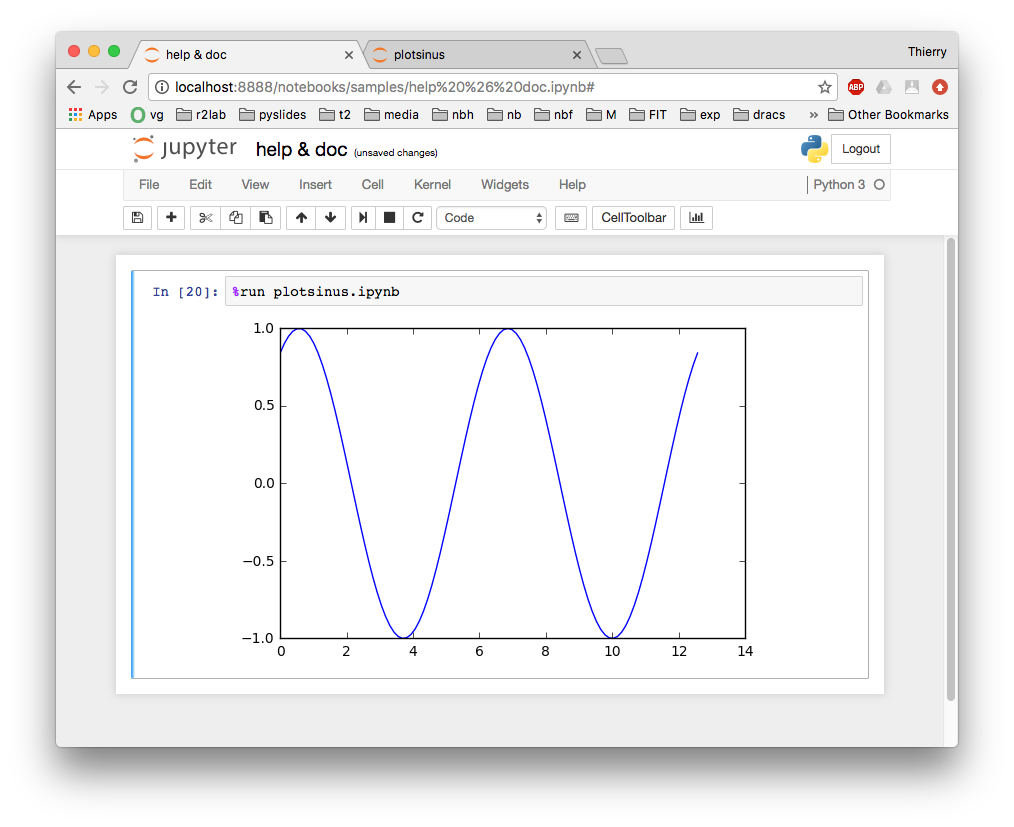 help & doc plotsinus Thierry
localhost:8888/notebooks/samples/help%20%26%20doc.ipynb# ABP
Apps vg r2lab pyslides t2 media nbh nb nbf M FIT exp dracs » Other Bookmarks
jupyter help & doc (unsaved changes) Logout
File Edit View Insert Cell Kernel Widgets Help Python 3
Code CellToolbar
In [20]: %run plotsinus.ipynb
1.0
0.5
0.0
−0.5
−1.0
0 2 4 6 8 10 12 14